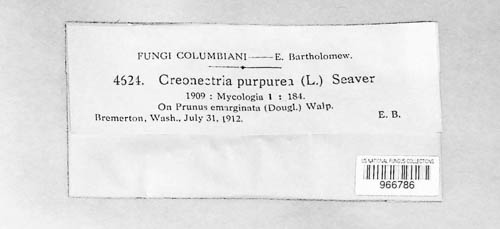 FUNGI COLUMBIANI——E. Bartholomew.
4624. Creonectria purpurea (L.) Seaver
1909 : Mycologia 1 : 184.
On Prunus emarginata (Dougl.) Walp.
Bremerton, Wash., July 31, 1912. E. B.
US NATIONAL FUNGUS COLLECTIONS
966786